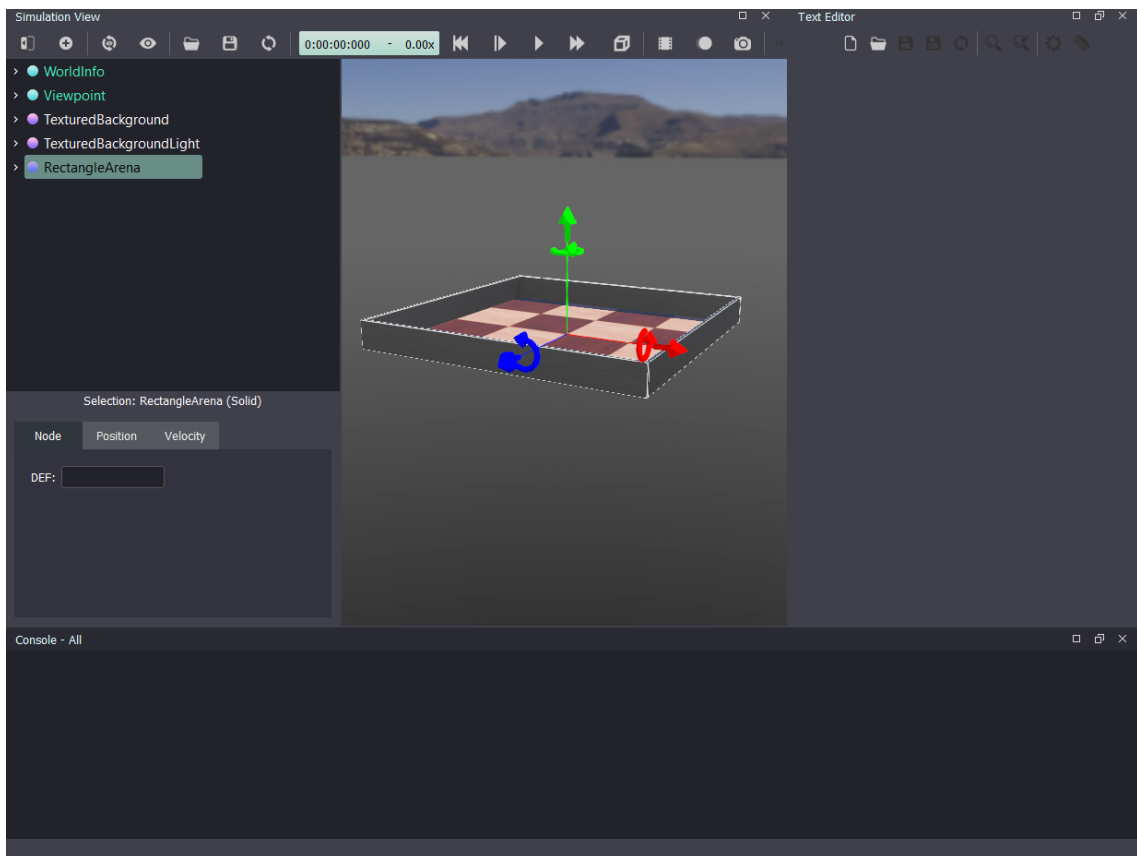 Simulation View
Text Editor
0:00:00:000 - 0.00x
WorldInfo
Viewpoint
TexturedBackground
TexturedBackgroundLight
RectangleArena
Selection: RectangleArena (Solid)
Node Position Velocity
DEF:
Console - All